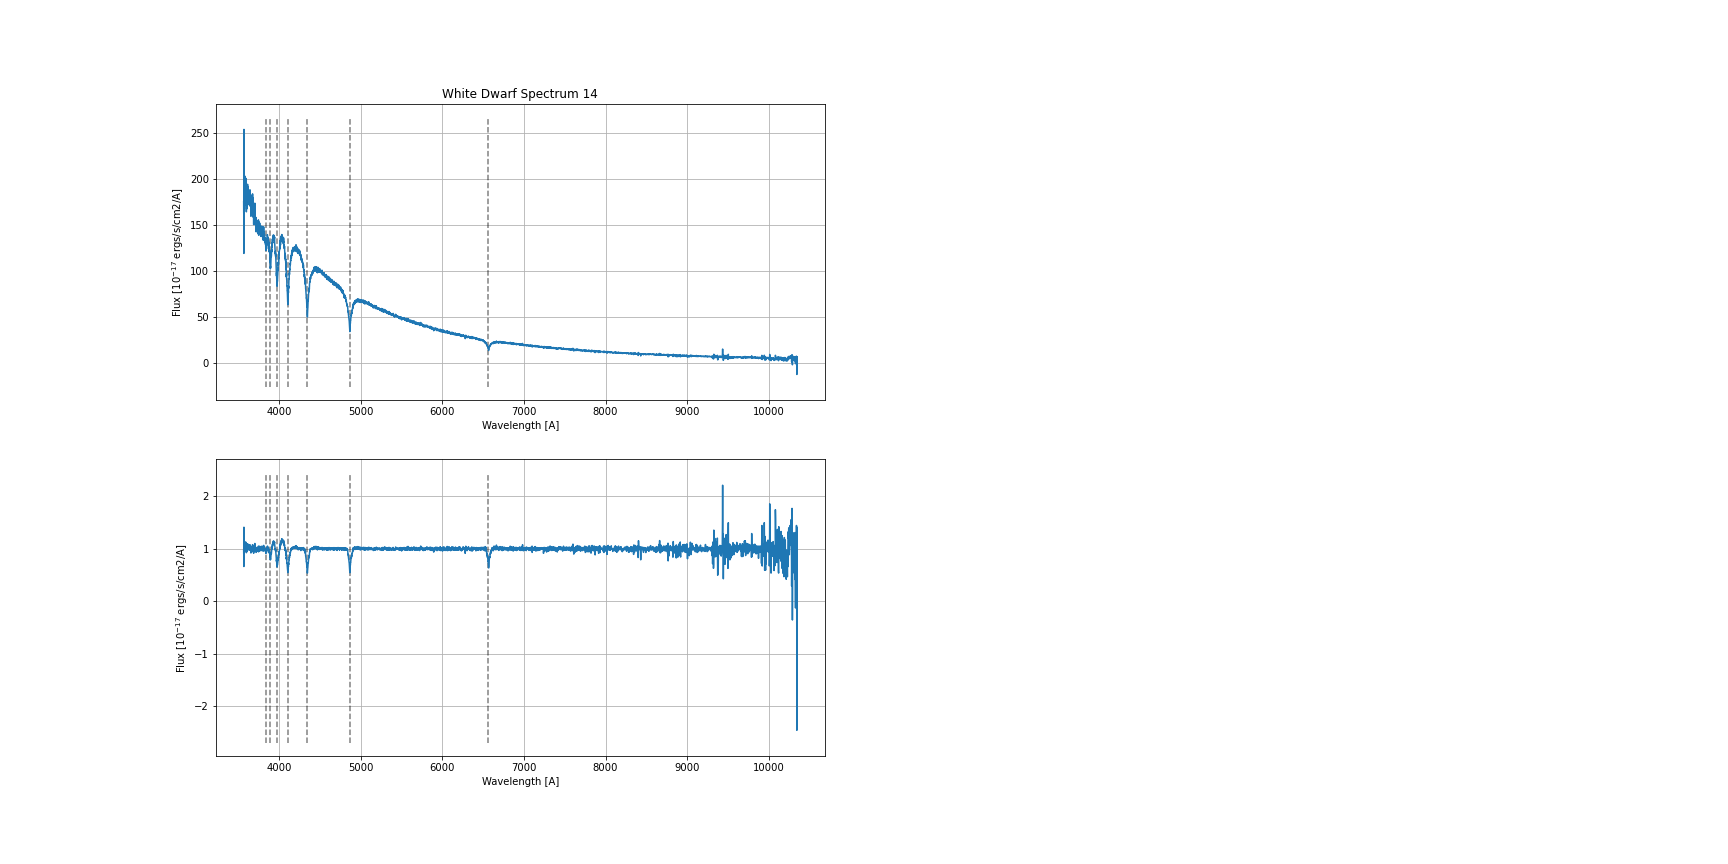 White Dwarf Spectrum 14
250
200
150
100
50
0
Flux [10⁻¹⁷ ergs/s/cm2/A]
4000 5000 6000 7000 8000 9000 10000
Wavelength [A]
2
1
0
−1
−2
Flux [10⁻¹⁷ ergs/s/cm2/A]
4000 5000 6000 7000 8000 9000 10000
Wavelength [A]